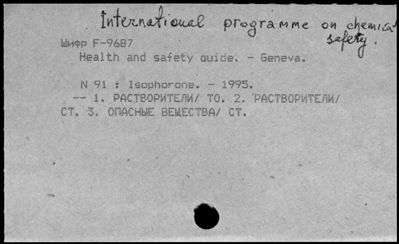 International programme on chemical
safety.
Шифр F-9687
Health and safety guide. - Geneva.
N 91 : Isophorone. - 1995.
-- 1. РАСТВОРИТЕЛИ/ ТО. 2. РАСТВОРИТЕЛИ/
СТ. 3. ОПАСНЫЕ ВЕЩЕСТВА/ СТ.